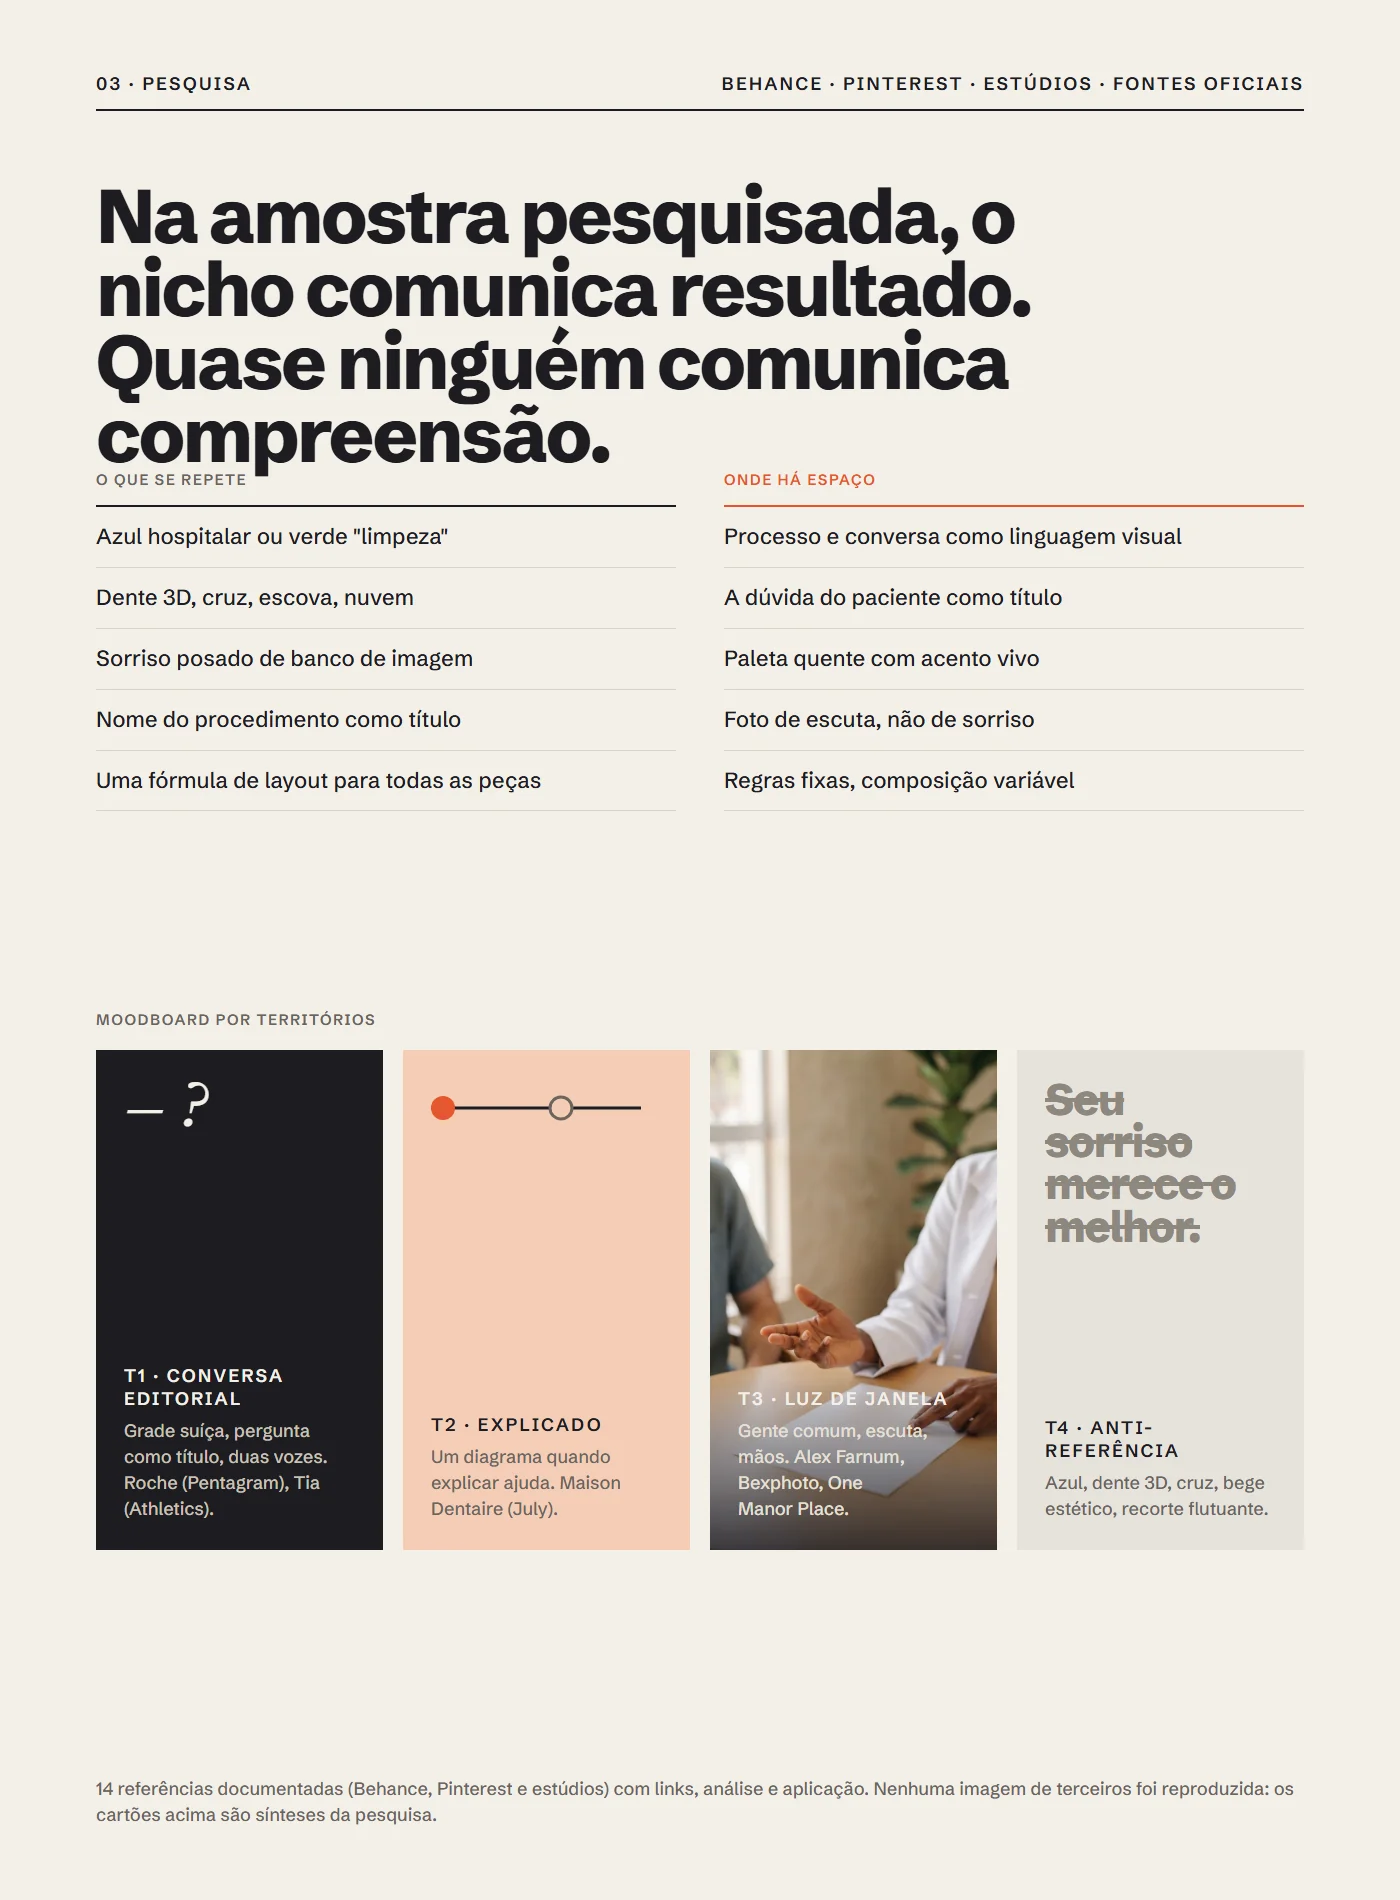 03 · PESQUISA
BEHANCE · PINTEREST · ESTÚDIOS · FONTES OFICIAIS
Na amostra pesquisada, o
nicho comunica resultado.
Quase ninguém comunica
compreensão.
O QUE SE REPETE
Azul hospitalar ou verde "limpeza"
Dente 3D, cruz, escova, nuvem
Sorriso posado de banco de imagem
Nome do procedimento como título
Uma fórmula de layout para todas as peças
ONDE HÁ ESPAÇO
Processo e conversa como linguagem visual
A dúvida do paciente como título
Paleta quente com acento vivo
Foto de escuta, não de sorriso
Regras fixas, composição variável
MOODBOARD POR TERRITÓRIOS
— ?
T1 · CONVERSA
EDITORIAL
Grade suíça, pergunta
como título, duas vozes.
Roche (Pentagram), Tia
(Athletics).
T2 · EXPLICADO
Um diagrama quando
explicar ajuda. Maison
Dentaire (July).
T3 · LUZ DE JANELA
Gente comum, escuta,
mãos. Alex Farnum,
Bexphoto, One
Manor Place.
Seu
sorriso
merece o
melhor.
T4 · ANTI-
REFERÊNCIA
Azul, dente 3D, cruz, bege
estético, recorte flutuante.
14 referências documentadas (Behance, Pinterest e estúdios) com links, análise e aplicação. Nenhuma imagem de terceiros foi reproduzida: os
cartões acima são sínteses da pesquisa.